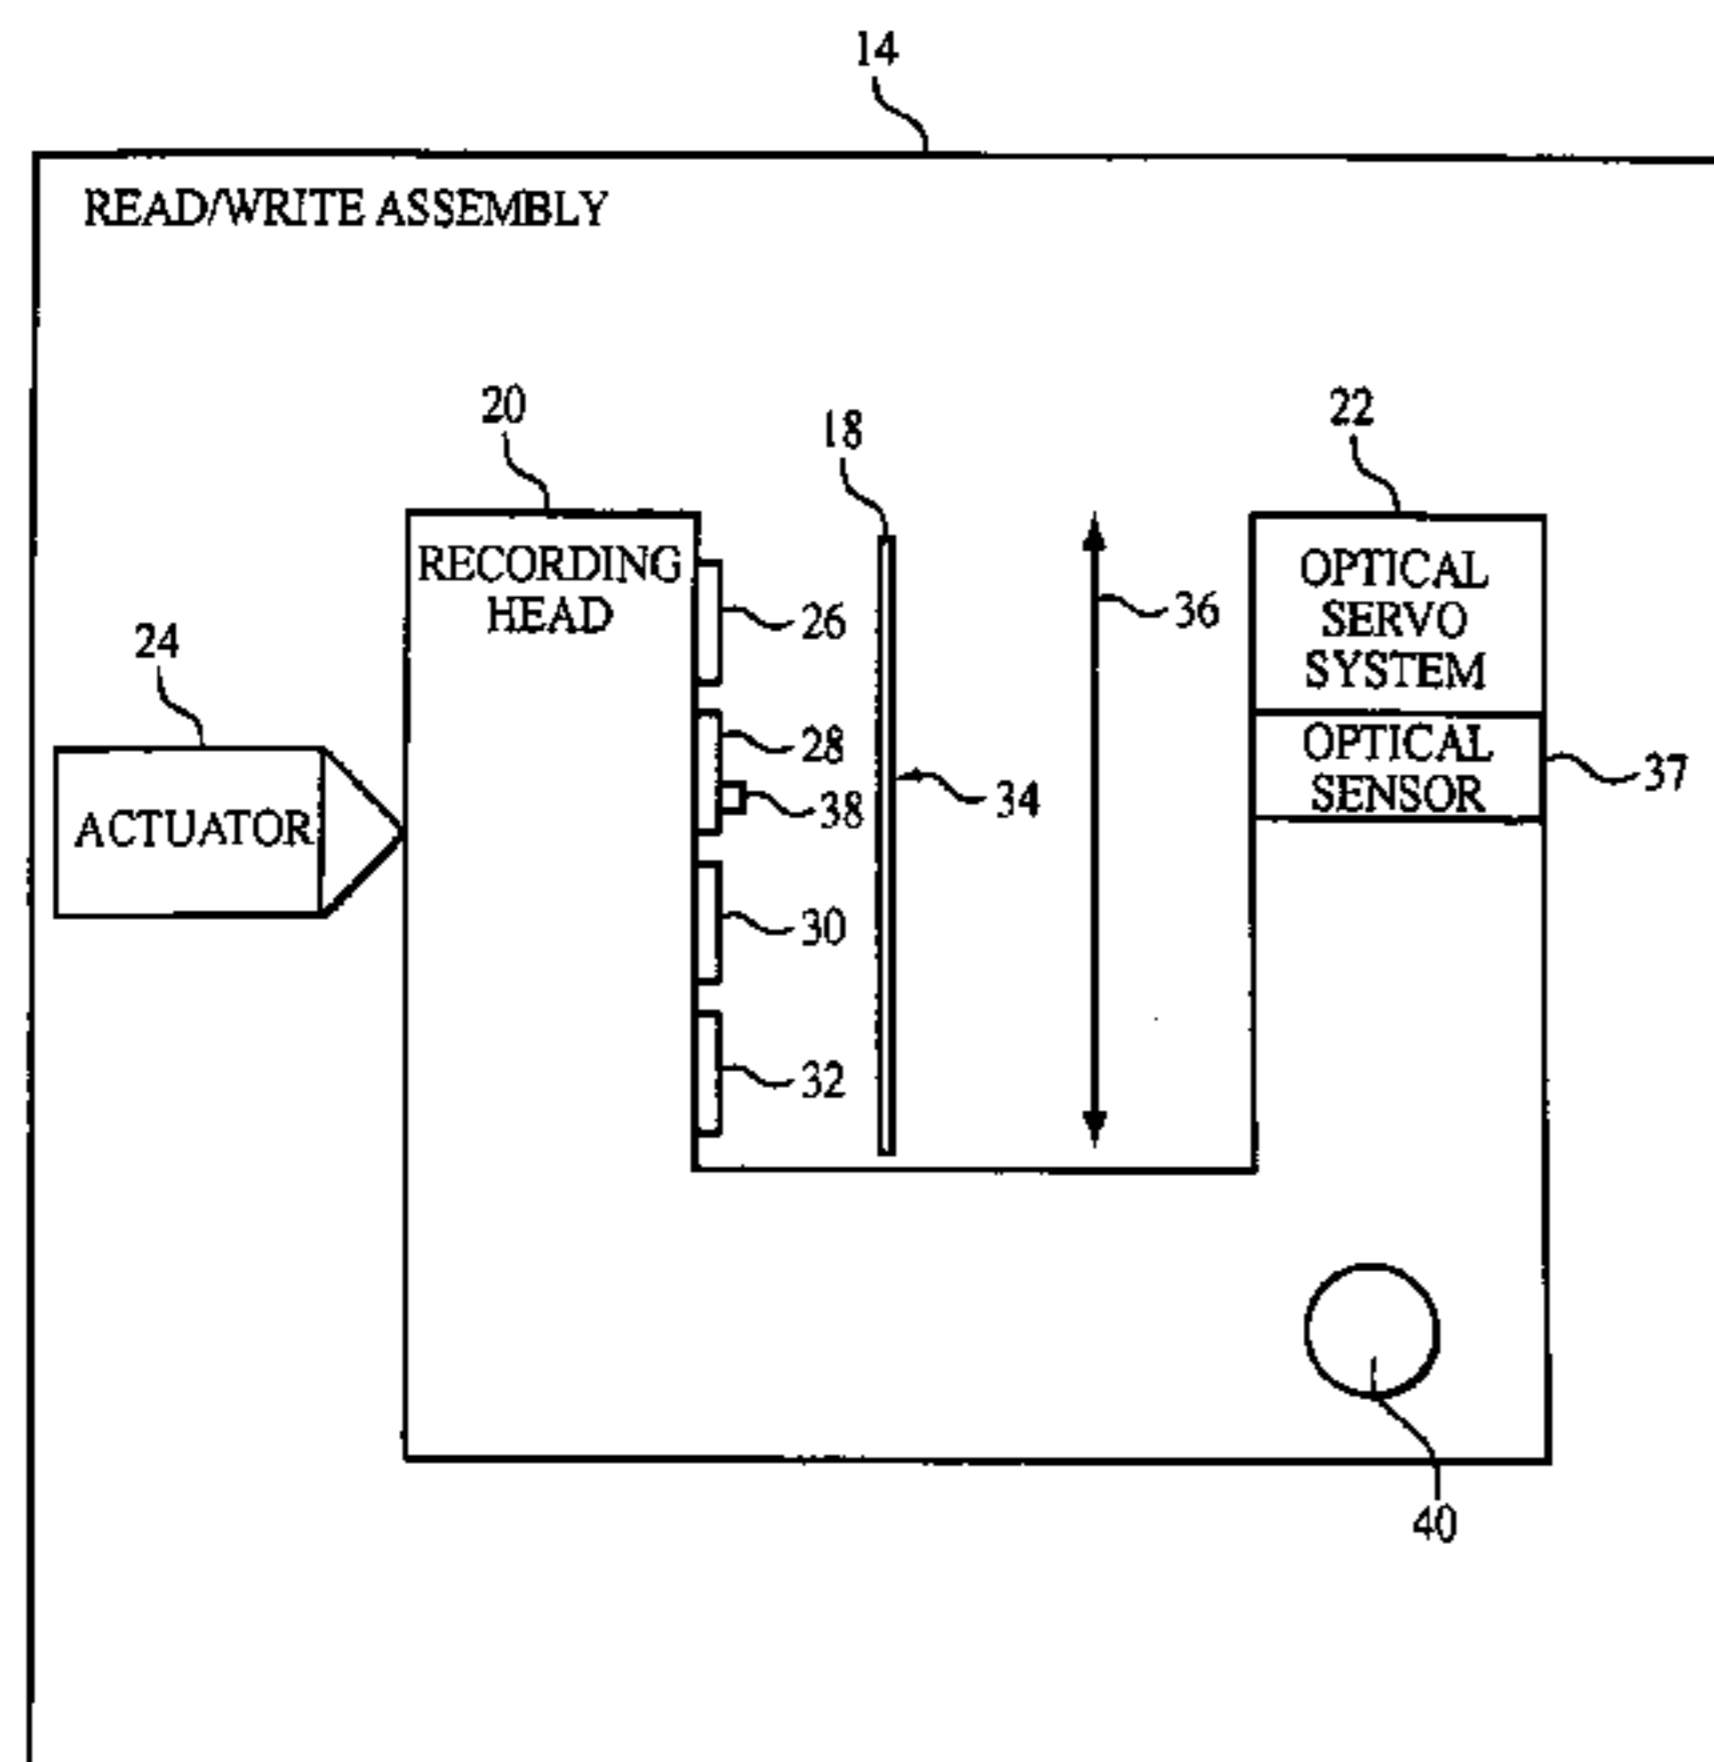 14
READ/WRITE ASSEMBLY
20
18
22
RECORDING
HEAD
OPTICAL
SERVO
SYSTEM
26
36
24
28
OPTICAL
SENSOR
37
38
34
ACTUATOR
30
32
40